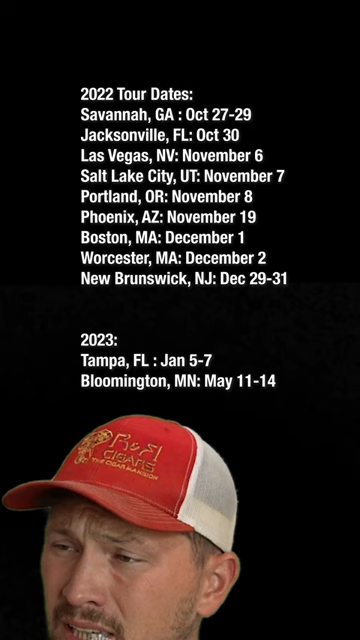 2022 Tour Dates:
Savannah, GA : Oct 27-29
Jacksonville, FL: Oct 30
Las Vegas, NV: November 6
Salt Lake City, UT: November 7
Portland, OR: November 8
Phoenix, AZ: November 19
Boston, MA: December 1
Worcester, MA: December 2
New Brunswick, NJ: Dec 29-31
2023:
Tampa, FL : Jan 5-7
Bloomington, MN: May 11-14
R&R
CIGARS
THE CIGAR MANSION